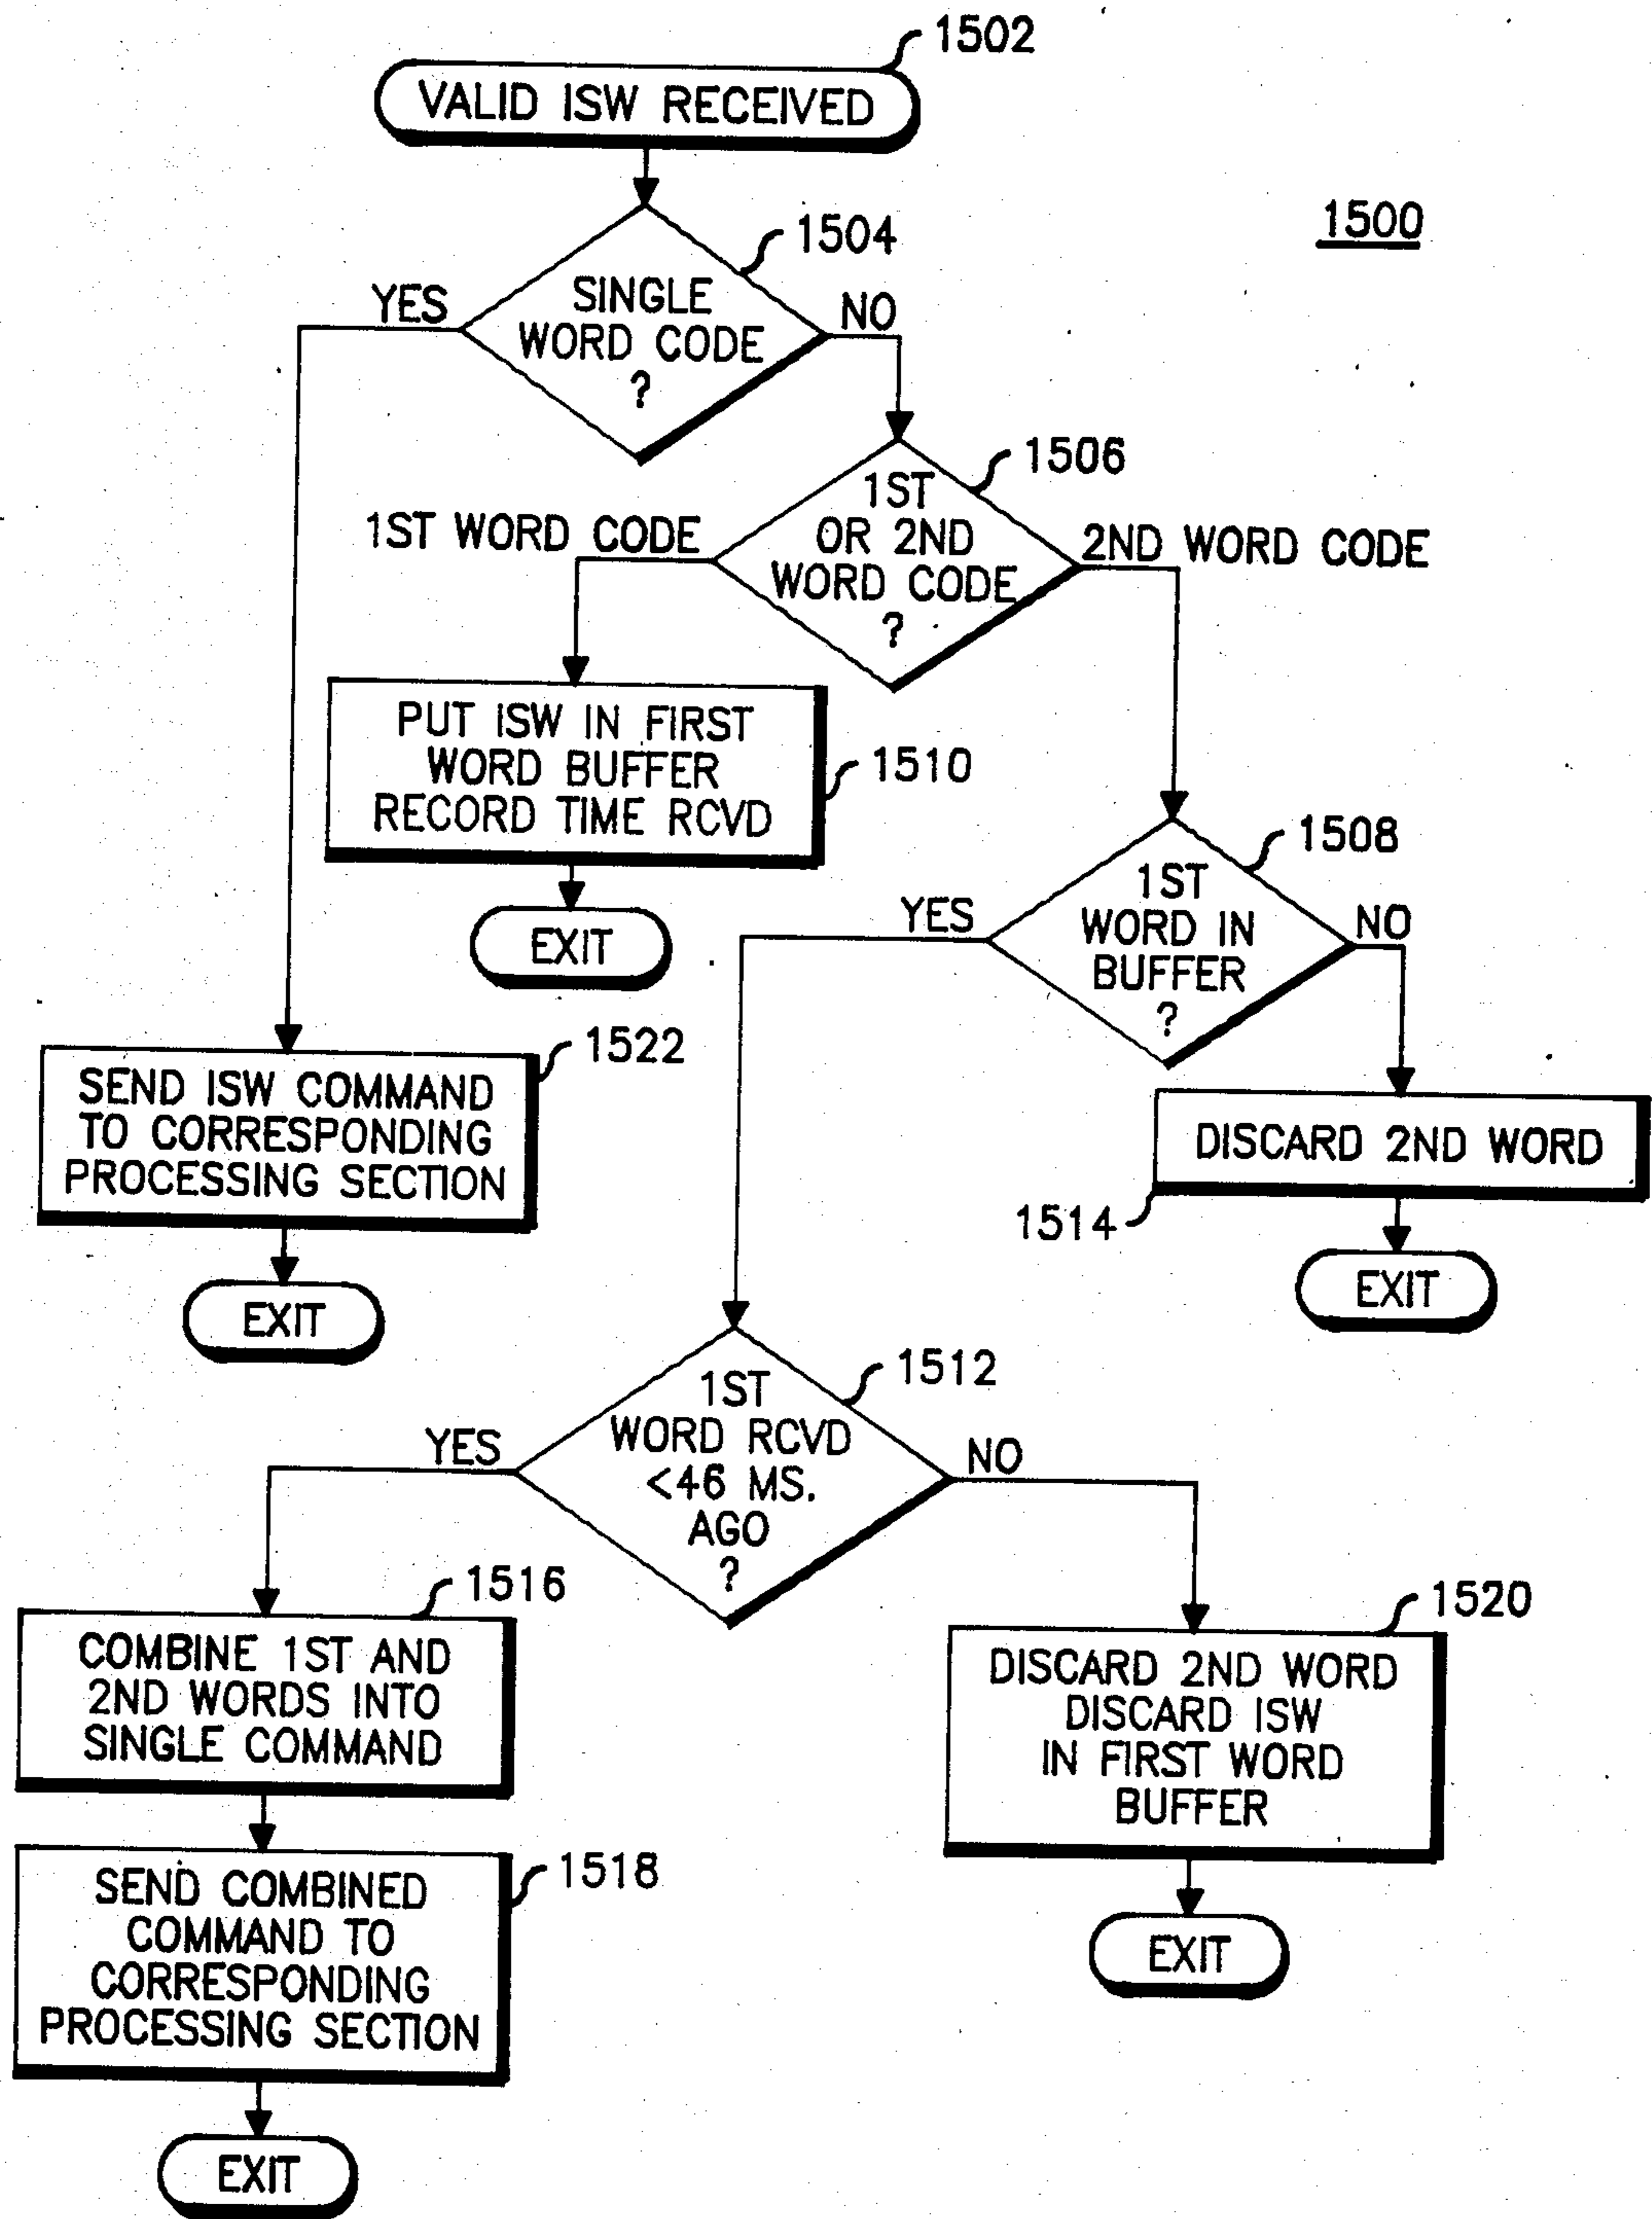 1502
VALID ISW RECEIVED
1500
1504
YES
SINGLE
WORD CODE
?
NO
1506
1ST WORD CODE
1ST
OR 2ND
WORD CODE
?
2ND WORD CODE
PUT ISW IN FIRST
WORD BUFFER
RECORD TIME RCVD
1510
EXIT
1508
YES
1ST
WORD IN
BUFFER
?
NO
1522
SEND ISW COMMAND
TO CORRESPONDING
PROCESSING SECTION
EXIT
DISCARD 2ND WORD
1514
EXIT
1512
YES
1ST
WORD RCVD
<46 MS.
AGO
?
NO
1516
COMBINE 1ST AND
2ND WORDS INTO
SINGLE COMMAND
1520
DISCARD 2ND WORD
DISCARD ISW
IN FIRST WORD
BUFFER
EXIT
1518
SEND COMBINED
COMMAND TO
CORRESPONDING
PROCESSING SECTION
EXIT